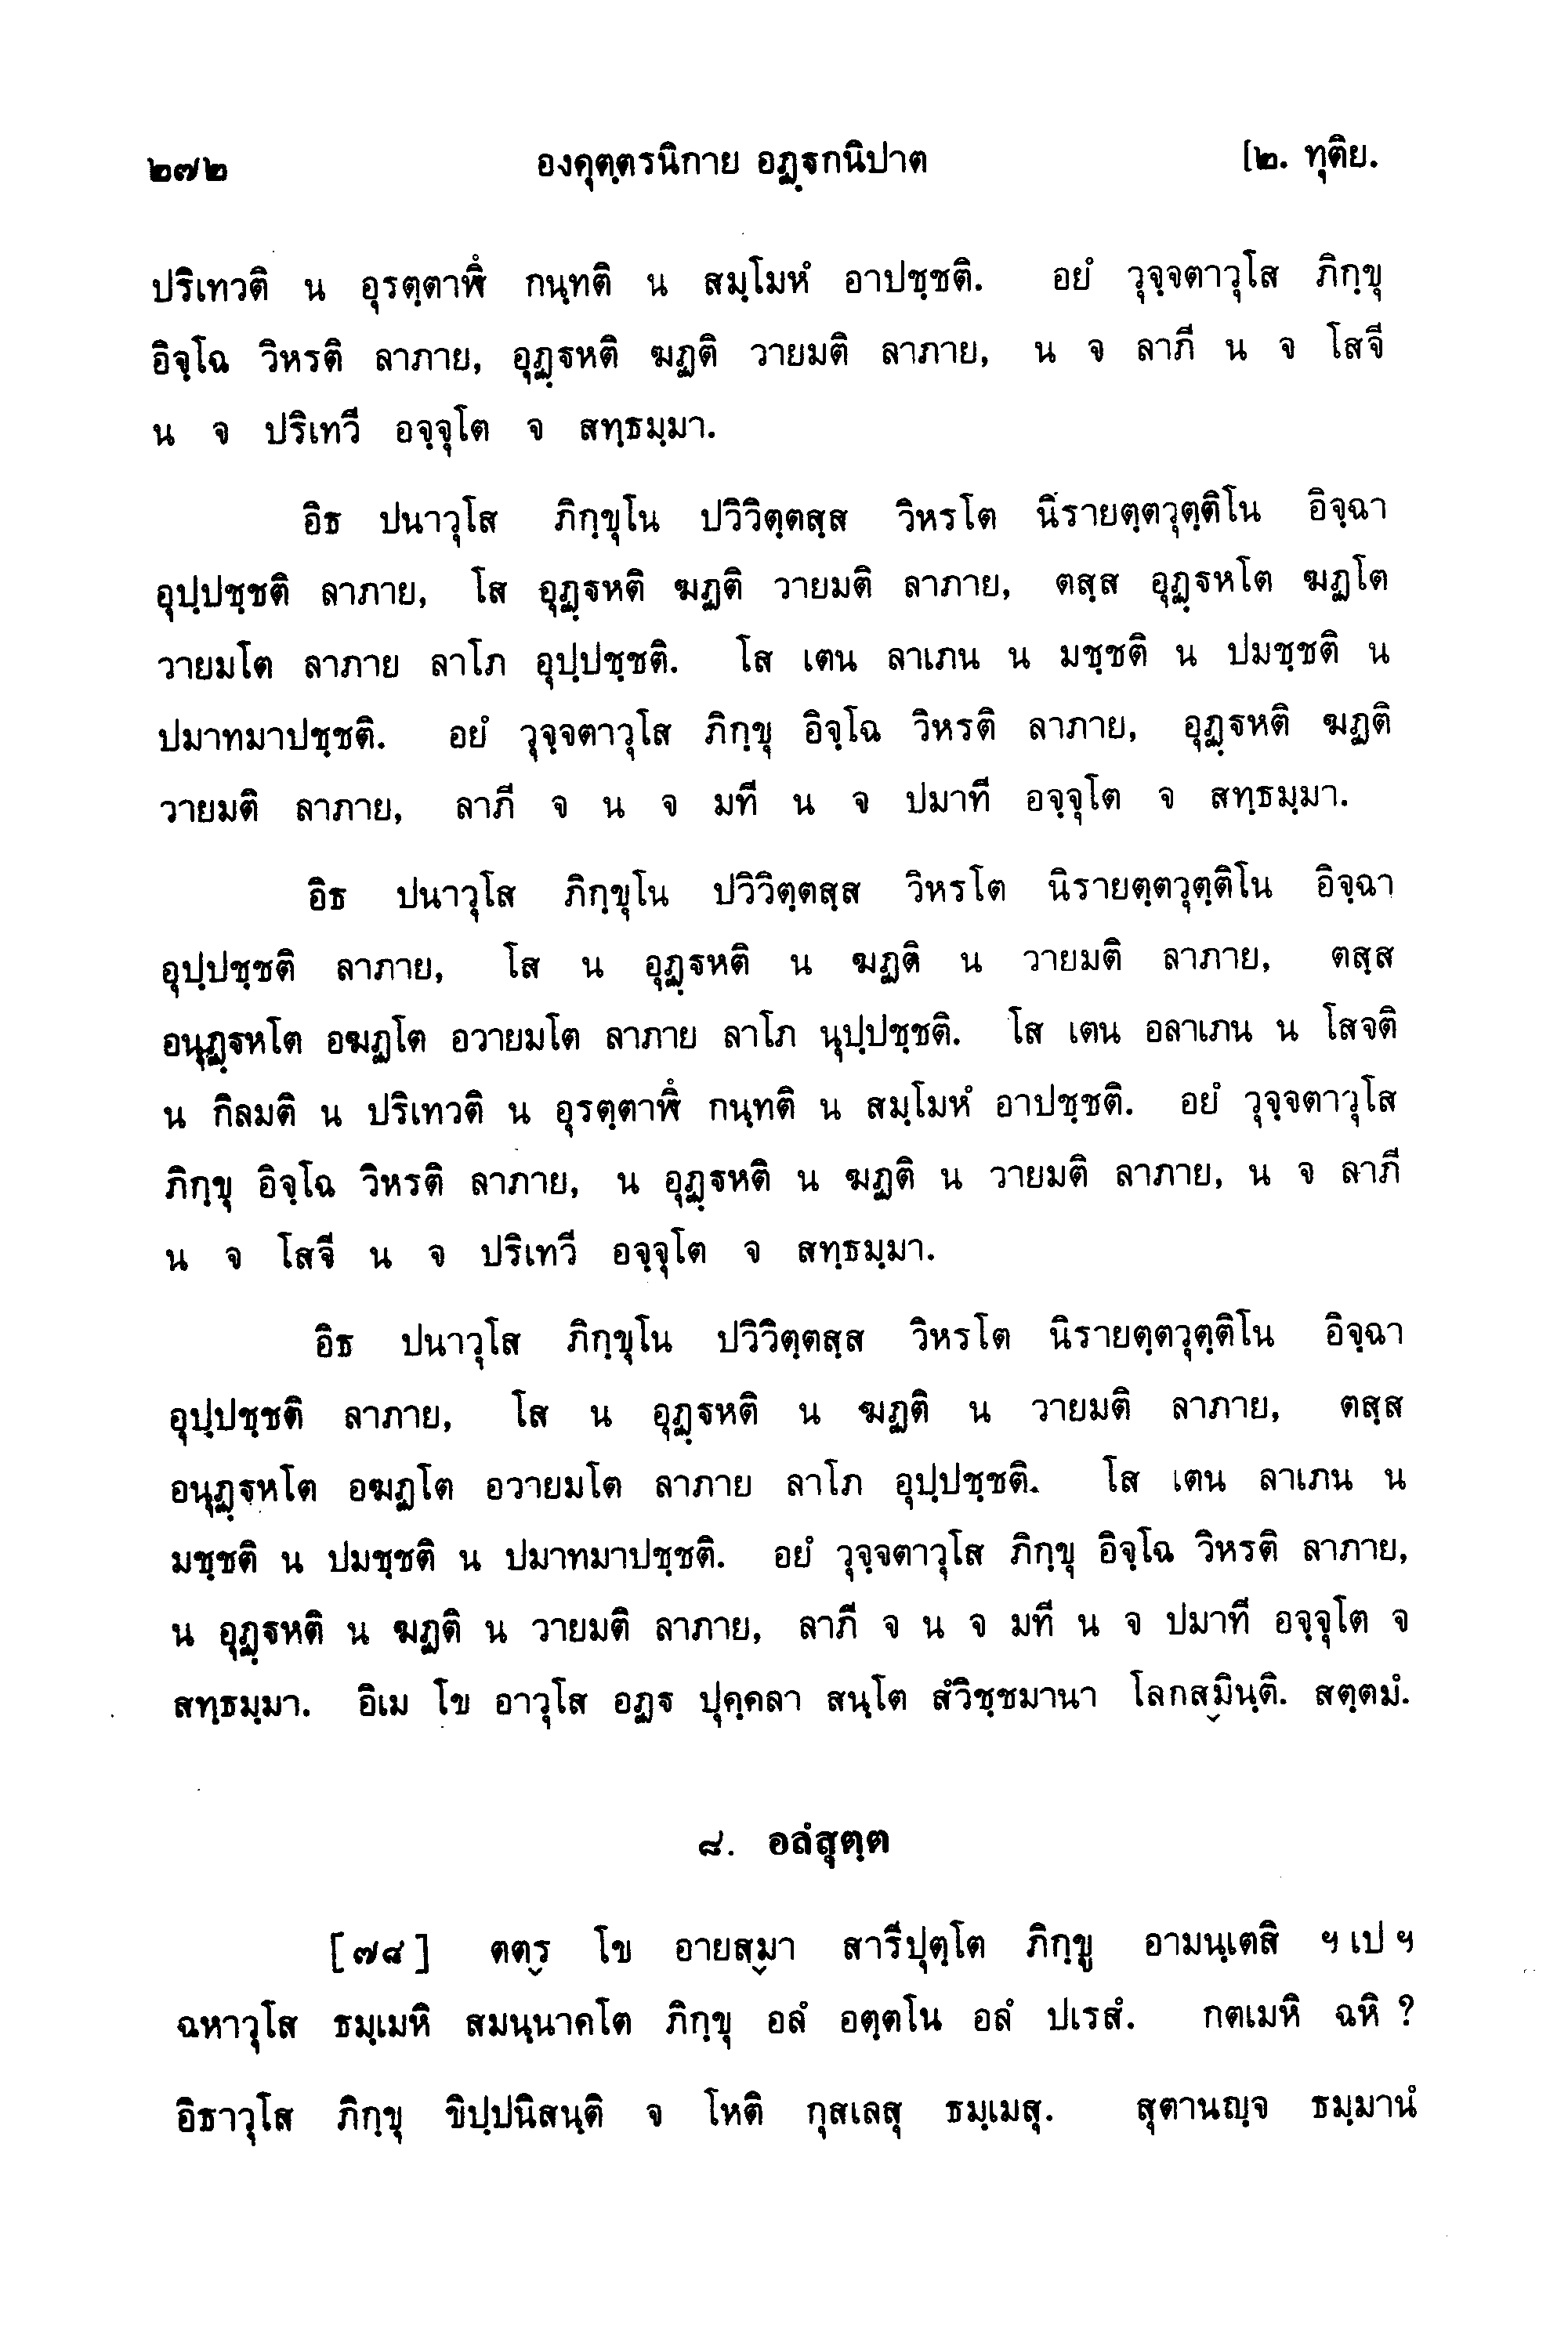 ๒๗๒ องฺคุตฺตรนิกาย อฏฺฐกนิปาต [๒. ทุติย.
ปริเทวติ น อุรตฺตาฬึ กนฺทติ น สมฺโมหํ อาปชฺชติ. อยํ วุจฺจตาวุโส ภิกฺขุ
อิจฺโฉ วิหรติ ลาภาย, อุฏฺฐหติ ฆฏติ วายมติ ลาภาย, น จ ลาภี น จ โสจี
น จ ปริเทวี อจฺจุโต จ สทฺธมฺมา.
อิธ ปนาวุโส ภิกฺขุโน ปวิวิตฺตสฺส วิหรโต นิรายตฺตวุตฺติโน อิจฺฉา
อุปฺปชฺชติ ลาภาย, โส อุฏฺฐหติ ฆฏติ วายมติ ลาภาย, ตสฺส อุฏฺฐหโต ฆฏโต
วายมโต ลาภาย ลาโภ อุปฺปชฺชติ. โส เตน ลาเภน น มชฺชติ น ปมชฺชติ น
ปมาทมาปชฺชติ. อยํ วุจฺจตาวุโส ภิกฺขุ อิจฺโฉ วิหรติ ลาภาย, อุฏฺฐหติ ฆฏติ
วายมติ ลาภาย, ลาภี จ น จ มที น จ ปมาที อจฺจุโต จ สทฺธมฺมา.
อิธ ปนาวุโส ภิกฺขุโน ปวิวิตฺตสฺส วิหรโต นิรายตฺตวุตฺติโน อิจฺฉา
อุปฺปชฺชติ ลาภาย, โส น อุฏฺฐหติ น ฆฏติ น วายมติ ลาภาย, ตสฺส
อนุฏฺฐหโต อฆฏโต อวายมโต ลาภาย ลาโภ นุปฺปชฺชติ. โส เตน อลาเภน น โสจติ
น กิลมติ น ปริเทวติ น อุรตฺตาฬึ กนฺทติ น สมฺโมหํ อาปชฺชติ. อยํ วุจฺจตาวุโส
ภิกฺขุ อิจฺโฉ วิหรติ ลาภาย, น อุฏฺฐหติ น ฆฏติ น วายมติ ลาภาย, น จ ลาภี
น จ โสจี น จ ปริเทวี อจฺจุโต จ สทฺธมฺมา.
อิธ ปนาวุโส ภิกฺขุโน ปวิวิตฺตสฺส วิหรโต นิรายตฺตวุตฺติโน อิจฺฉา
อุปฺปชฺชติ ลาภาย, โส น อุฏฺฐหติ น ฆฏติ น วายมติ ลาภาย, ตสฺส
อนุฏฺฐหโต อฆฏโต อวายมโต ลาภาย ลาโภ อุปฺปชฺชติ. โส เตน ลาเภน น
มชฺชติ น ปมชฺชติ น ปมาทมาปชฺชติ. อยํ วุจฺจตาวุโส ภิกฺขุ อิจฺโฉ วิหรติ ลาภาย,
น อุฏฺฐหติ น ฆฏติ น วายมติ ลาภาย, ลาภี จ น จ มที น จ ปมาที อจฺจุโต จ
สทฺธมฺมา. อิเม โข อาวุโส อฏฺฐ ปุคฺคลา สนฺโต สํวิชฺชมานา โลกสฺมินฺติ. สตฺตมํ.
๘. อลํสุตฺต
[๗๘] ตตฺร โข อายสฺมา สารีปุตฺโต ภิกฺขู อามนฺเตสิ ฯ เป ฯ
ฉหาวุโส ธมฺเมหิ สมนฺนาคโต ภิกฺขุ อลํ อตฺตโน อลํ ปเรสํ. กตเมหิ ฉหิ ?
อิธาวุโส ภิกฺขุ ขิปฺปนิสนฺติ จ โหติ กุสเลสุ ธมฺเมสุ. สุตานญฺจ ธมฺมานํ